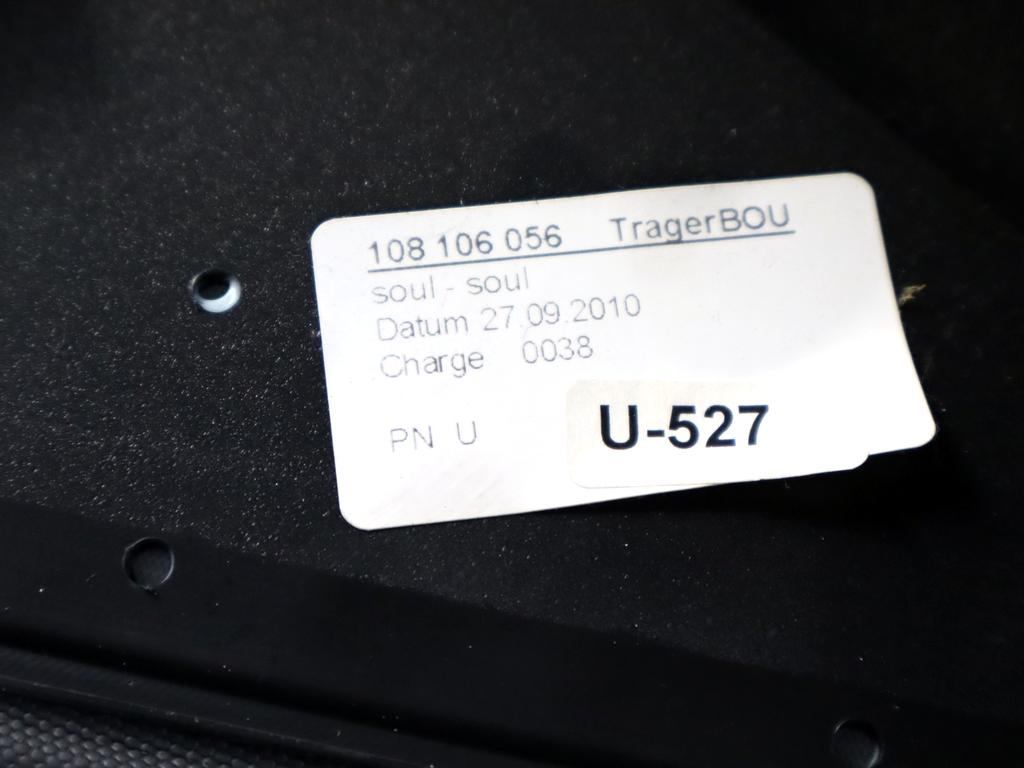 108 106 056 TragerBOU
soul - soul
Datum 27.09.2010
Charge 0038
PN U U-527